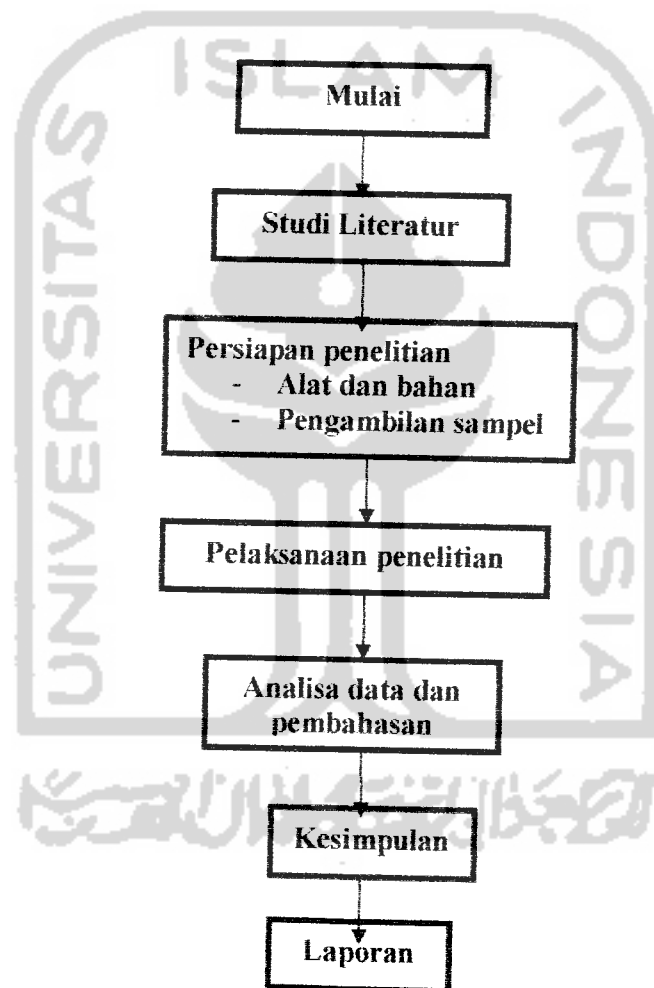 UNIVERSITAS
ISLAM
INDONESIA
Mulai
Studi Literatur
Persiapan penelitian
- Alat dan bahan
- Pengambilan sampel
Pelaksanaan penelitian
Analisa data dan
pembahasan
Kesimpulan
Laporan